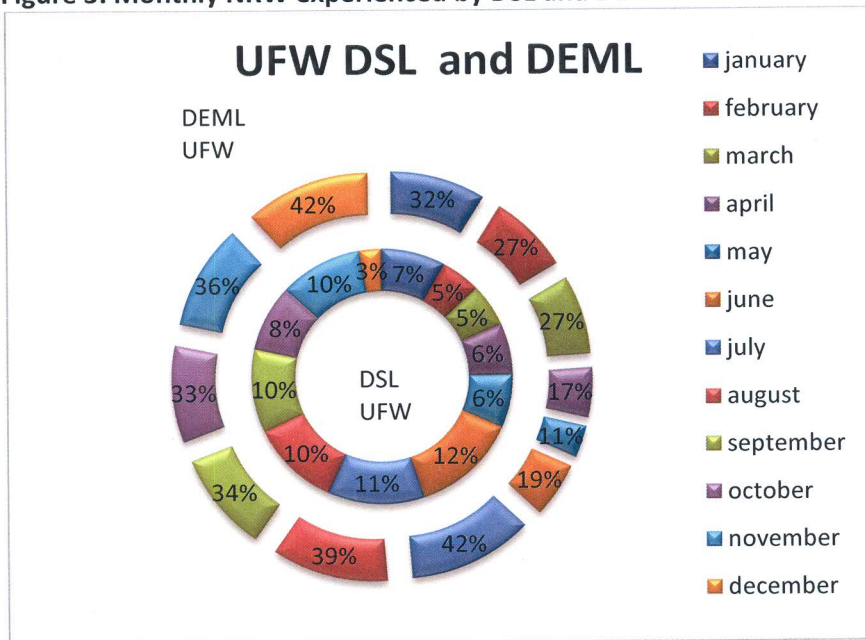 UFW DSL and DEML
DEML
UFW
january
february
march
april
may
june
july
august
september
october
november
december
32%
27%
27%
17%
11%
19%
42%
39%
34%
33%
36%
42%
7%
5%
5%
6%
6%
12%
11%
10%
10%
8%
10%
3%
DSL
UFW